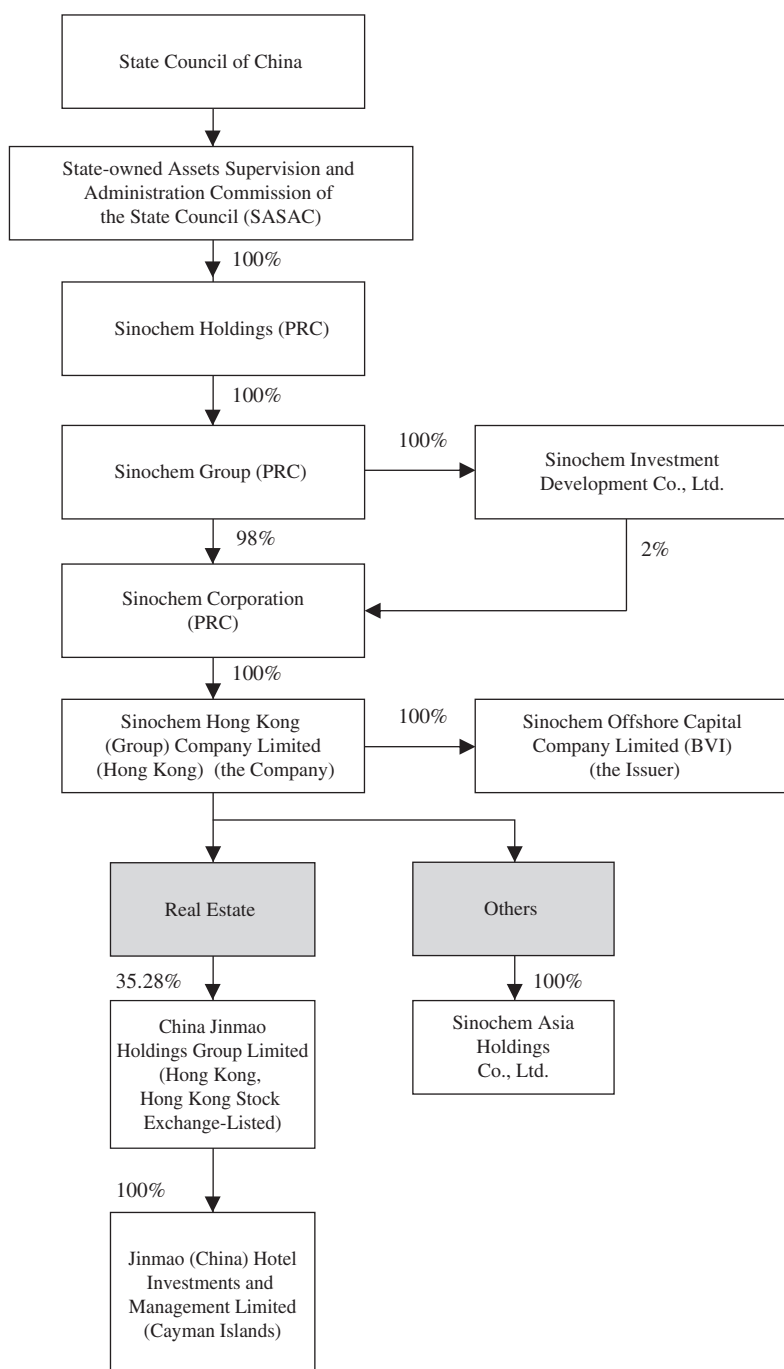 State Council of China
State-owned Assets Supervision and
Administration Commission of
the State Council (SASAC)
100%
Sinochem Holdings (PRC)
100%
Sinochem Group (PRC)
100%
Sinochem Investment
Development Co., Ltd.
98%
2%
Sinochem Corporation
(PRC)
100%
Sinochem Hong Kong
(Group) Company Limited
(Hong Kong) (the Company)
100%
Sinochem Offshore Capital
Company Limited (BVI)
(the Issuer)
Real Estate
Others
35.28%
100%
China Jinmao
Holdings Group Limited
(Hong Kong,
Hong Kong Stock
Exchange-Listed)
Sinochem Asia
Holdings
Co., Ltd.
100%
Jinmao (China) Hotel
Investments and
Management Limited
(Cayman Islands)